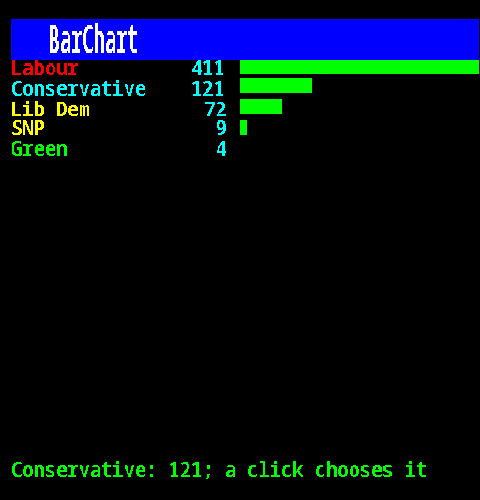 BarChart
Labour 411
Conservative 121
Lib Dem 72
SNP 9
Green 4
Conservative: 121; a click chooses it